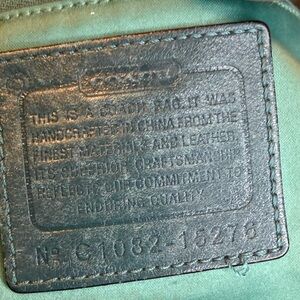 COACH
THIS IS A COACH BAG. IT WAS
HANDCRAFTED IN CHINA FROM THE
FINEST MATERIALS AND LEATHER.
ITS SUPERIOR CRAFTSMANSHIP
REFLECTS OUR COMMITMENT TO
ENDURING QUALITY.
No C1082-15276